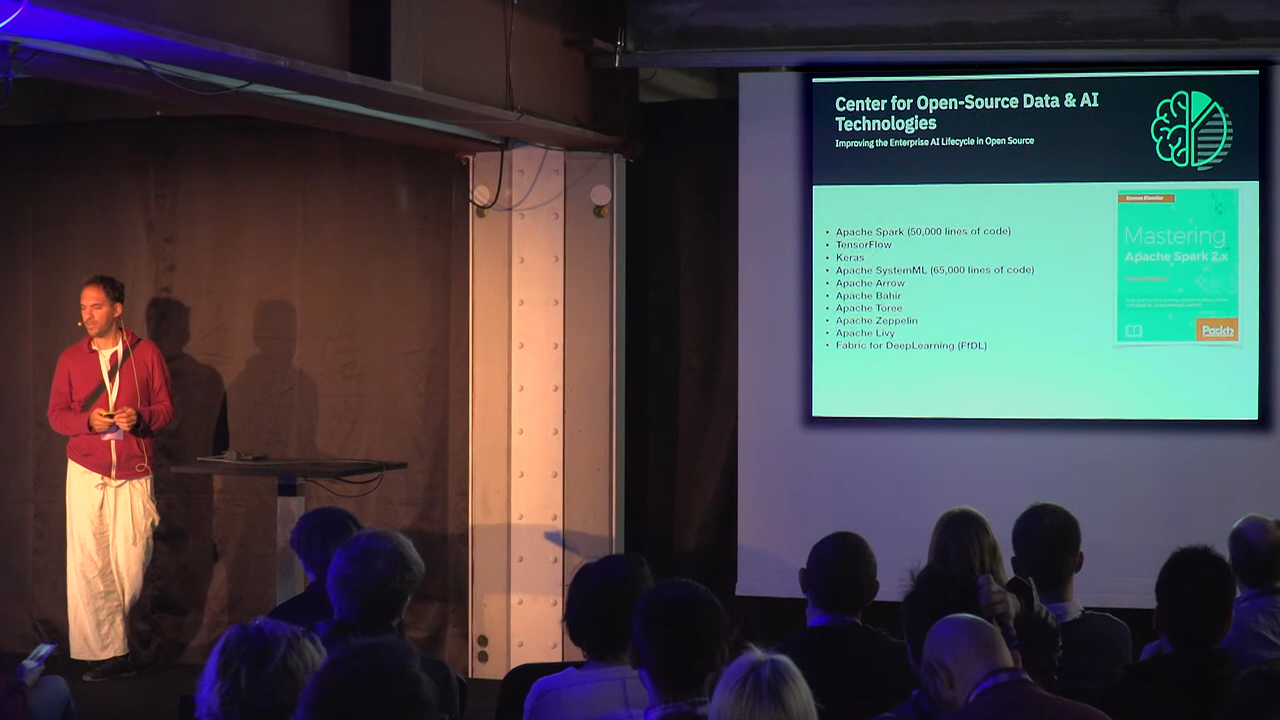 Center for Open-Source Data & AI
Technologies
Improving the Enterprise AI Lifecycle in Open Source
• Apache Spark (50,000 lines of code)
• TensorFlow
• Keras
• Apache SystemML (65,000 lines of code)
• Apache Arrow
• Apache Bahir
• Apache Toree
• Apache Zeppelin
• Apache Livy
• Fabric for DeepLearning (FfDL)
Mastering
Apache Spark 2.x
Packt>